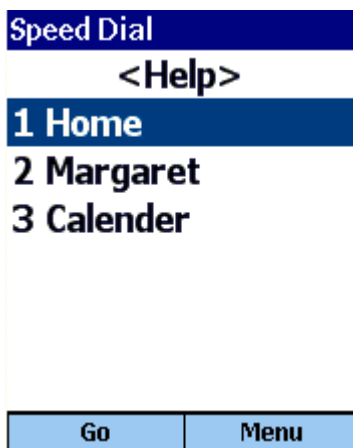 Speed Dial
<Help>
1 Home
2 Margaret
3 Calender
Go Menu